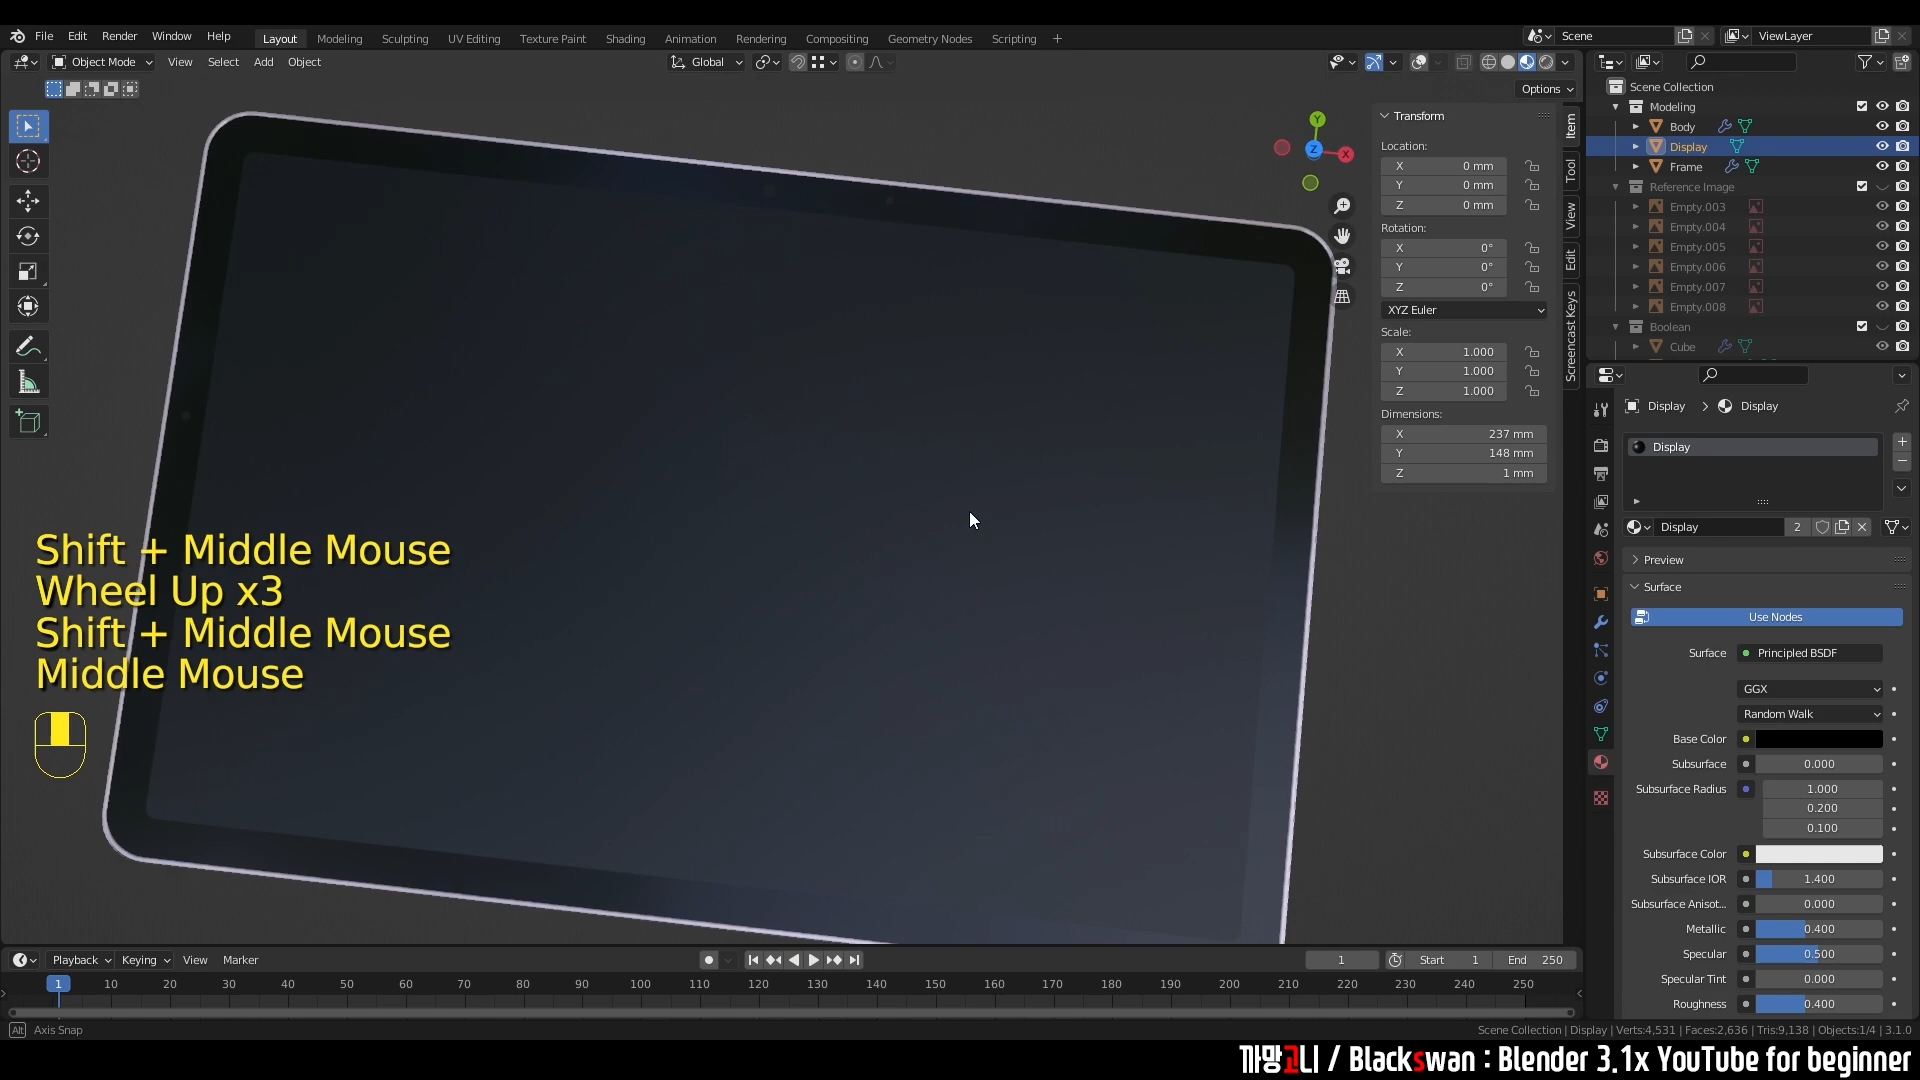 File Edit Render Window Help Layout Modeling Sculpting UV Editing Texture Paint Shading Animation Rendering Compositing Geometry Nodes Scripting + Scene ViewLayer
Object Mode View Select Add Object Global
Options
Scene Collection
Modeling
Body
Display
Frame
Reference Image
Empty.003
Empty.004
Empty.005
Empty.006
Empty.007
Empty.008
Boolean
Cube
Y
Z
X
Transform
Location:
X 0 mm
Y 0 mm
Z 0 mm
Rotation:
X 0°
Y 0°
Z 0°
XYZ Euler
Scale:
X 1.000
Y 1.000
Z 1.000
Dimensions:
X 237 mm
Y 148 mm
Z 1 mm
Item
Tool
View
Edit
Screencast Keys
Display > Display
Display
Display 2
Preview
Surface
Use Nodes
Surface Principled BSDF
GGX
Random Walk
Base Color
Subsurface 0.000
Subsurface Radius 1.000
0.200
0.100
Subsurface Color
Subsurface IOR 1.400
Subsurface Anisot... 0.000
Metallic 0.400
Specular 0.500
Specular Tint 0.000
Roughness 0.400
Shift + Middle Mouse
Wheel Up x3
Shift + Middle Mouse
Middle Mouse
Playback Keying View Marker 1 Start 1 End 250
1 10 20 30 40 50 60 70 80 90 100 110 120 130 140 150 160 170 180 190 200 210 220 230 240 250
Alt Axis Snap
Scene Collection | Display | Verts:4,531 | Faces:2,636 | Tris:9,138 | Objects:1/4 | 3.1.0
까망고니 / Blackswan : Blender 3.1x YouTube for beginner